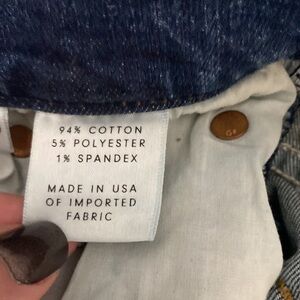 94% COTTON
5% POLYESTER
1% SPANDEX
MADE IN USA
OF IMPORTED
FABRIC